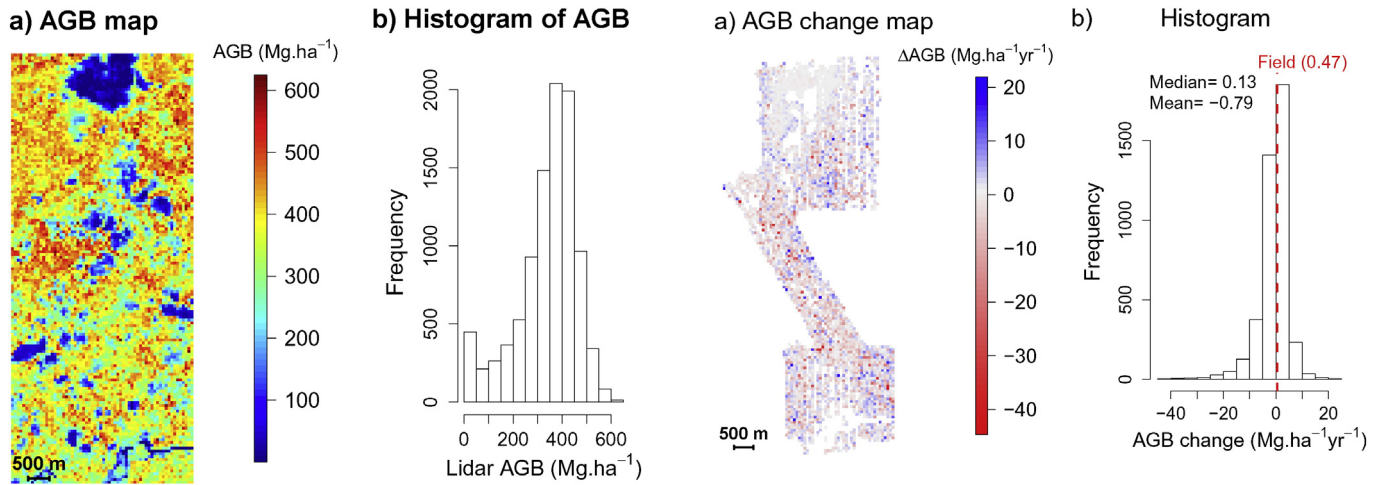 a) AGB map
AGB (Mg.ha⁻¹)
600
500
400
300
200
100
500 m
b) Histogram of AGB
Frequency
0
500
1000
1500
2000
0
200
400
600
Lidar AGB (Mg.ha⁻¹)
a) AGB change map
ΔAGB (Mg.ha⁻¹yr⁻¹)
20
10
0
−10
−20
−30
−40
500 m
b) Histogram
Field (0.47)
Median= 0.13
Mean= −0.79
Frequency
0
500
1000
1500
−40
−20
0
20
AGB change (Mg.ha⁻¹yr⁻¹)